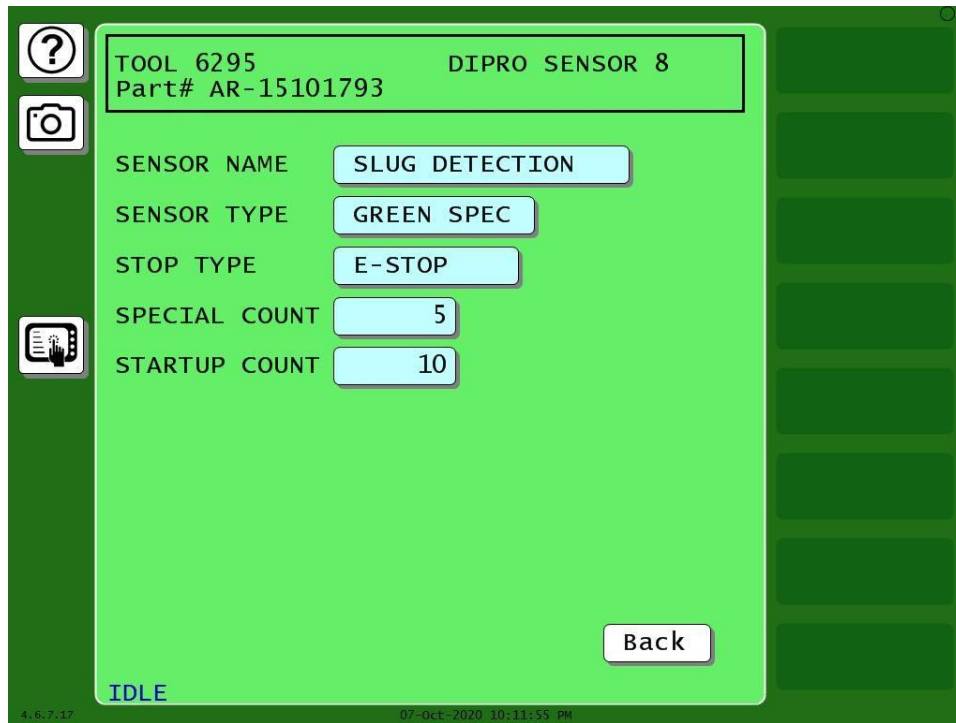 ?
TOOL 6295 DIPRO SENSOR 8
Part# AR-15101793
SENSOR NAME SLUG DETECTION
SENSOR TYPE GREEN SPEC
STOP TYPE E-STOP
SPECIAL COUNT 5
STARTUP COUNT 10
Back
IDLE
4.6.7.17 07-Oct-2020 10:11:55 PM